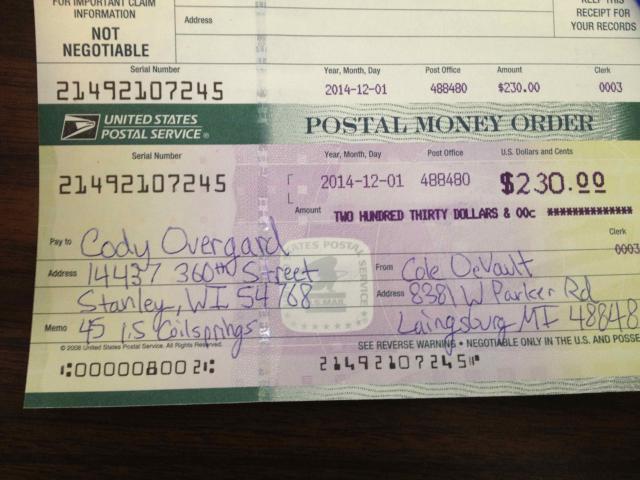 FOR IMPORTANT CLAIM
INFORMATION
NOT
NEGOTIABLE
Address
KEEP THIS
RECEIPT FOR
YOUR RECORDS
Serial Number
Year, Month, Day
Post Office
Amount
Clerk
21492107245
2014-12-01
488480
$230.00
0003
UNITED STATES
POSTAL SERVICE®
POSTAL MONEY ORDER
Serial Number
Year, Month, Day
Post Office
U.S. Dollars and Cents
21492107245
2014-12-01
488480
$230.00
Amount
TWO HUNDRED THIRTY DOLLARS & 00c ***************
Clerk
0003
Pay to Cody Overgard
Address 14437 360th Street
Stanley, WI 54768
Memo 45 1.5 Coilsprings
From Cole DeVault
Address 8381 W Parker Rd
Laingsburg MI 48848
© 2008 United States Postal Service. All Rights Reserved.
SEE REVERSE WARNING • NEGOTIABLE ONLY IN THE U.S. AND POSSE
⑆000008002⑆
21492107245⑈